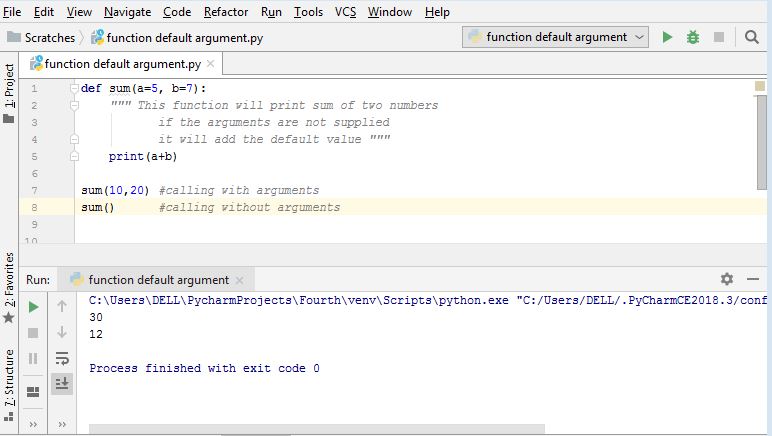 File Edit View Navigate Code Refactor Run Tools VCS Window Help
Scratches function default argument.py function default argument
function default argument.py
1: Project
1 def sum(a=5, b=7):
2 """ This function will print sum of two numbers
3 if the arguments are not supplied
4 it will add the default value """
5 print(a+b)
6
7 sum(10,20) #calling with arguments
8 sum() #calling without arguments
9
10
2: Favorites
7: Structure
Run: function default argument
C:\Users\DELL\PycharmProjects\Fourth\venv\Scripts\python.exe "C:/Users/DELL/.PyCharmCE2018.3/conf
30
12
Process finished with exit code 0